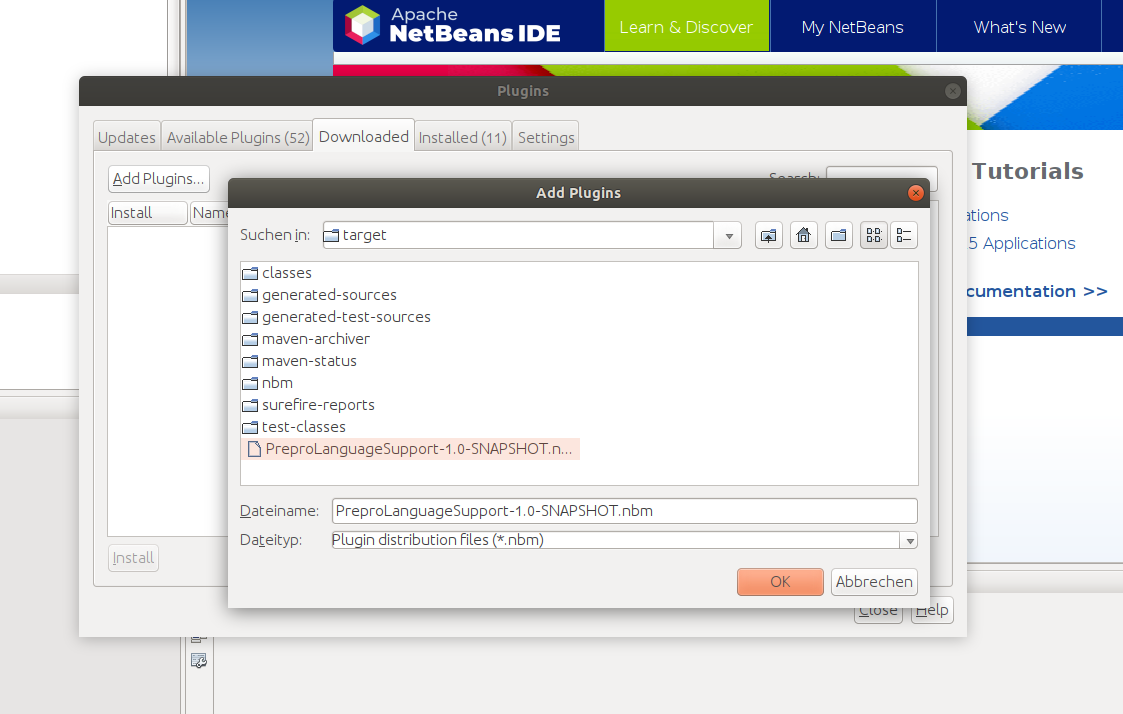 Apache
NetBeans IDE
Learn & Discover
My NetBeans
What's New
Plugins
Updates
Available Plugins (52)
Downloaded
Installed (11)
Settings
Add Plugins...
Search:
Install
Name
Add Plugins
Suchen in:
target
classes
generated-sources
generated-test-sources
maven-archiver
maven-status
nbm
surefire-reports
test-classes
PreproLanguageSupport-1.0-SNAPSHOT.n...
Dateiname:
PreproLanguageSupport-1.0-SNAPSHOT.nbm
Dateityp:
Plugin distribution files (*.nbm)
OK
Abbrechen
Install
Close
Help
Tutorials
ations
5 Applications
cumentation >>